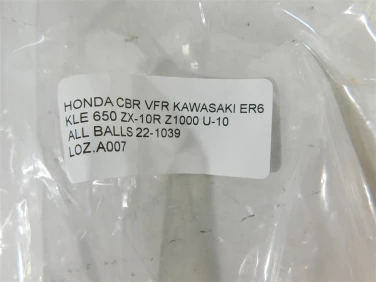 HONDA CBR VFR KAWASAKI ER6
KLE 650 ZX-10R Z1000 U-10
ALL BALLS 22-1039
LOZ.A007